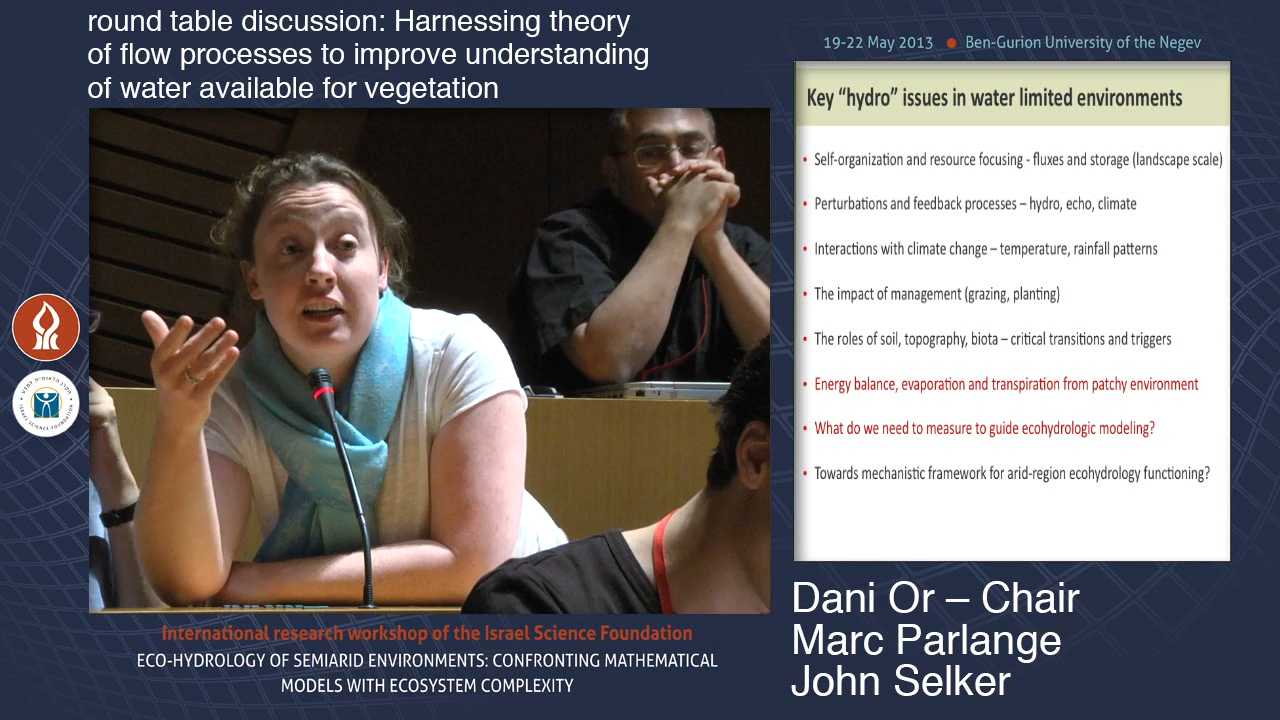 round table discussion: Harnessing theory
of flow processes to improve understanding
of water available for vegetation
19-22 May 2013 ● Ben-Gurion University of the Negev
Key “hydro” issues in water limited environments
• Self-organization and resource focusing - fluxes and storage (landscape scale)
• Perturbations and feedback processes – hydro, echo, climate
• Interactions with climate change – temperature, rainfall patterns
• The impact of management (grazing, planting)
• The roles of soil, topography, biota – critical transitions and triggers
• Energy balance, evaporation and transpiration from patchy environment
• What do we need to measure to guide ecohydrologic modeling?
• Towards mechanistic framework for arid-region ecohydrology functioning?
ISRAEL SCIENCE FOUNDATION
Dani Or – Chair
Marc Parlange
John Selker
International research workshop of the Israel Science Foundation
ECO-HYDROLOGY OF SEMIARID ENVIRONMENTS: CONFRONTING MATHEMATICAL
MODELS WITH ECOSYSTEM COMPLEXITY